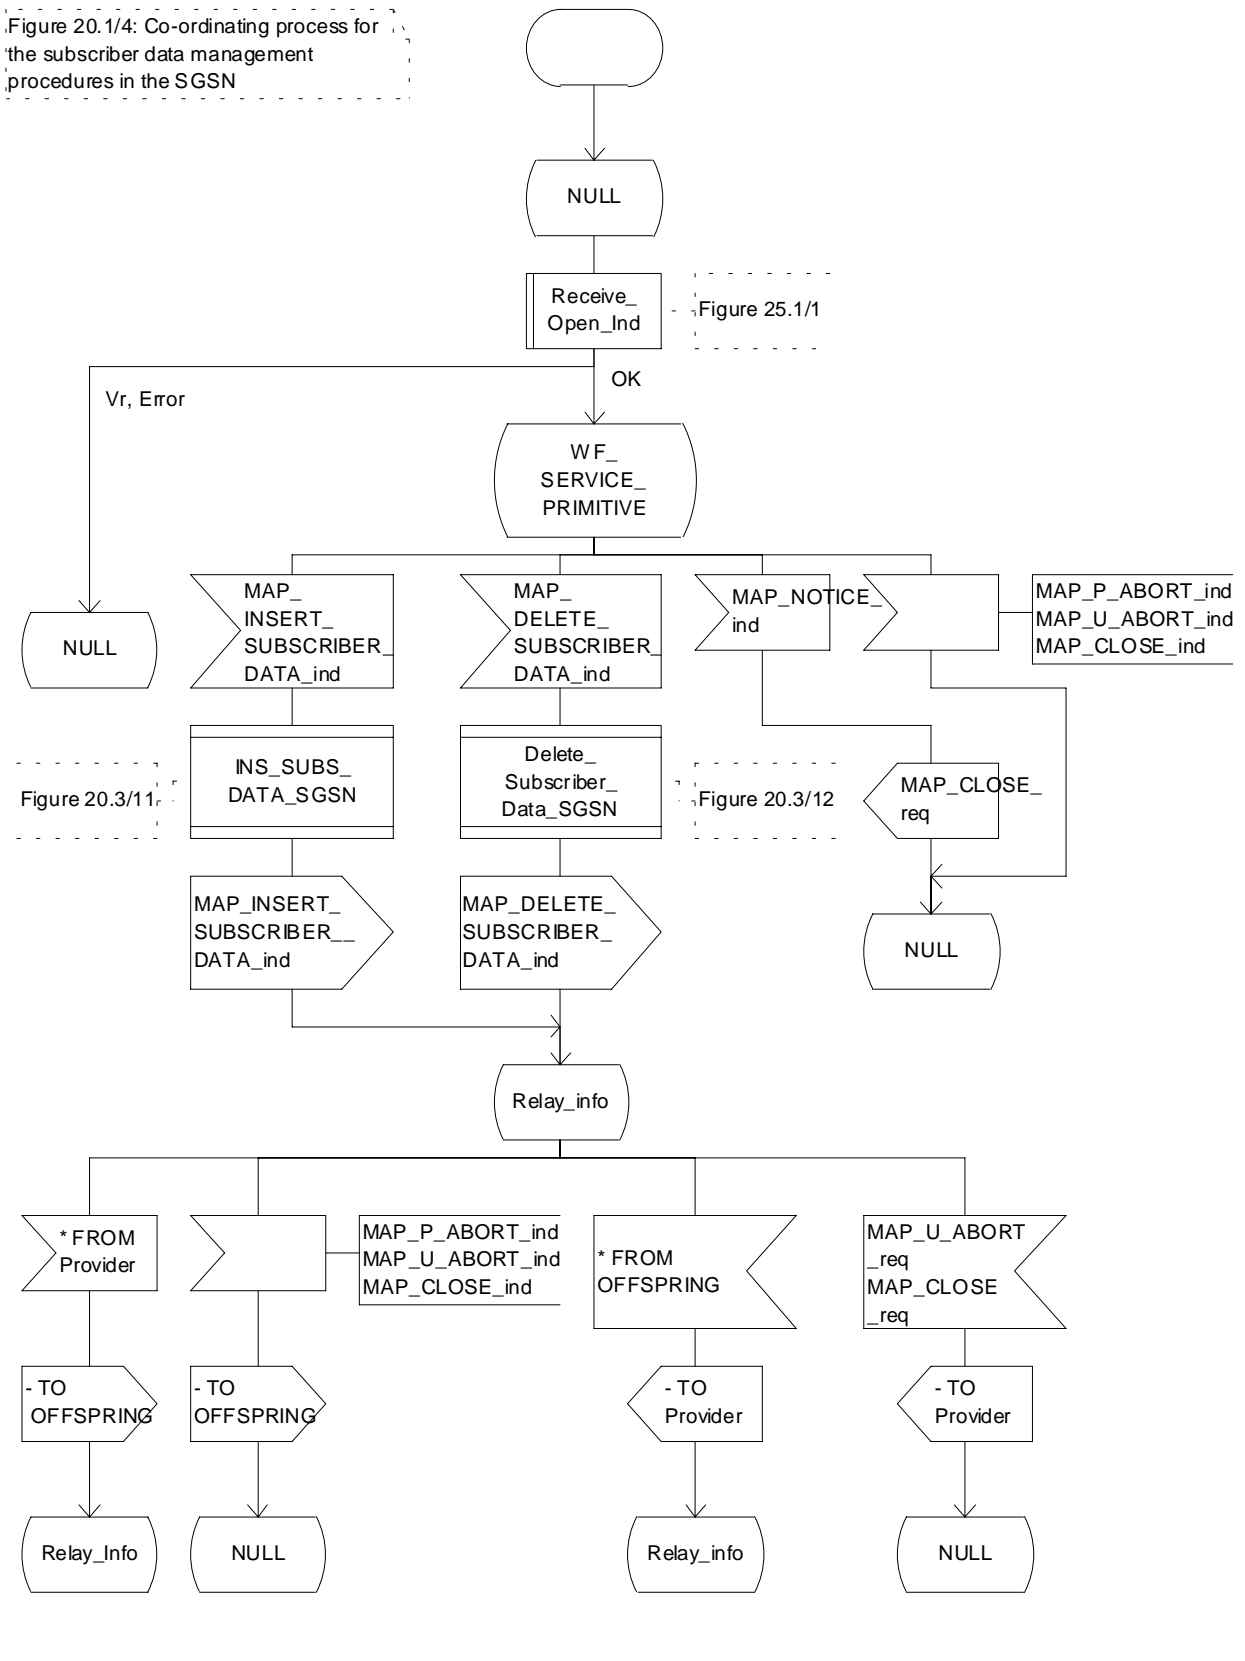 Figure 20.1/4: Co-ordinating process for
the subscriber data management
procedures in the SGSN
NULL
Receive_
Open_Ind
Figure 25.1/1
OK
Vr, Error
WF_
SERVICE_
PRIMITIVE
NULL
MAP_
INSERT_
SUBSCRIBER_
DATA_ind
MAP_
DELETE_
SUBSCRIBER_
DATA_ind
MAP_NOTICE_
ind
MAP_P_ABORT_ind
MAP_U_ABORT_ind
MAP_CLOSE_ind
Figure 20.3/11
INS_SUBS_
DATA_SGSN
Delete_
Subscriber_
Data_SGSN
Figure 20.3/12
MAP_CLOSE_
req
MAP_INSERT_
SUBSCRIBER__
DATA_ind
MAP_DELETE_
SUBSCRIBER_
DATA_ind
NULL
Relay_info
* FROM
Provider
MAP_P_ABORT_ind
MAP_U_ABORT_ind
MAP_CLOSE_ind
* FROM
OFFSPRING
MAP_U_ABORT
_req
MAP_CLOSE
_req
- TO
OFFSPRING
- TO
OFFSPRING
- TO
Provider
- TO
Provider
Relay_Info
NULL
Relay_info
NULL